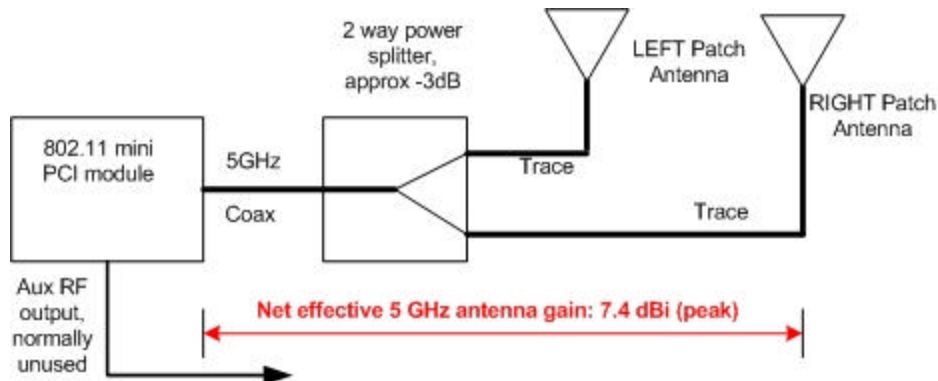 2 way power
splitter,
approx -3dB
LEFT Patch
Antenna
RIGHT Patch
Antenna
802.11 mini
PCI module
5GHz
Coax
Trace
Trace
Aux RF
output,
normally
unused
Net effective 5 GHz antenna gain: 7.4 dBi (peak)